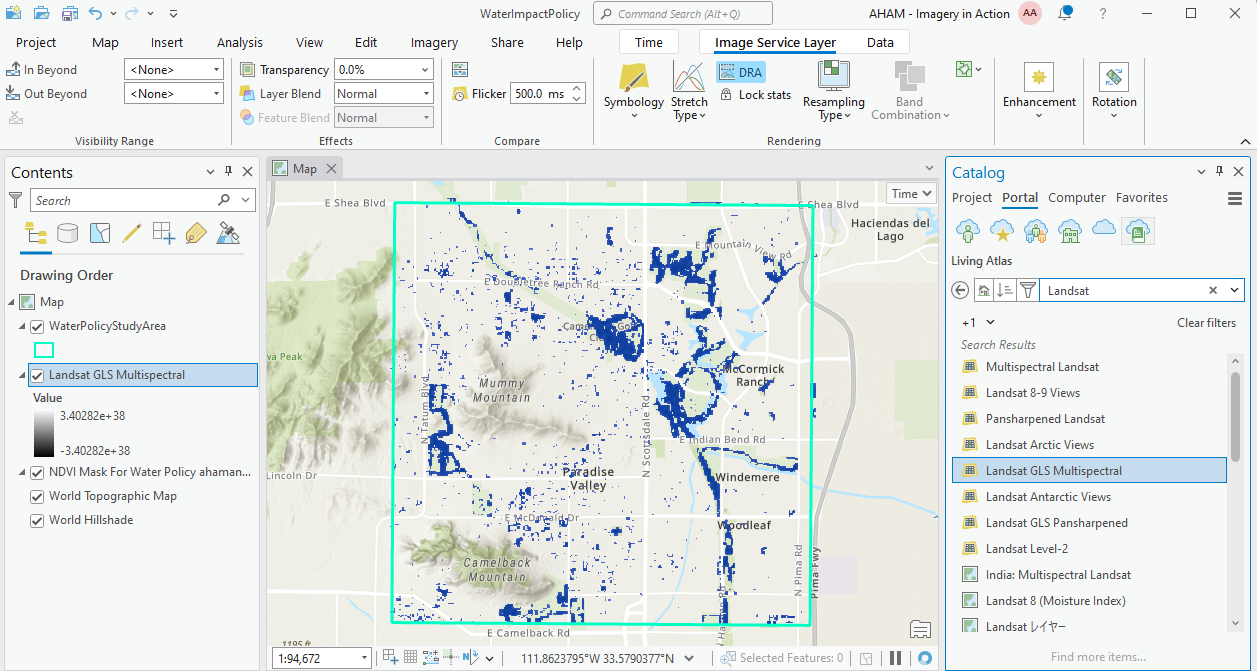 WaterImpactPolicy
Command Search (Alt+Q)
AHAM - Imagery in Action
AA
?
Project
Map
Insert
Analysis
View
Edit
Imagery
Share
Help
Time
Image Service Layer
Data
In Beyond
<None>
Out Beyond
<None>
Visibility Range
Transparency
0.0%
Layer Blend
Normal
Feature Blend
Normal
Effects
Flicker
500.0 ms
Compare
Symbology
Stretch
Type
DRA
Lock stats
Resampling
Type
Band
Combination
Rendering
Enhancement
Rotation
Contents
Search
Drawing Order
Map
WaterPolicyStudyArea
Landsat GLS Multispectral
Value
3.40282e+38
-3.40282e+38
NDVI Mask For Water Policy ahaman...
World Topographic Map
World Hillshade
Map
Time
E Shea Blvd
E Shea Blvd
Haciendas del
Lago
E Mountain View Rd
E Doubletree Ranch Rd
wa Peak
McCormick
Ranch
Mummy
Mountain
N Tatum Blvd
N Scottsdale Rd
E Indian Bend Rd
Lincoln Dr
Paradise
Valley
Windemere
E McDonald Dr
Woodleaf
Camelback
Mountain
N Pima Rd
Pima Fwy
E Camelback Rd
1195 ft
1:94,672
111.8623795°W 33.5790377°N
Selected Features: 0
Catalog
Project
Portal
Computer
Favorites
Living Atlas
Landsat
+1
Clear filters
Search Results
Multispectral Landsat
Landsat 8-9 Views
Pansharpened Landsat
Landsat Arctic Views
Landsat GLS Multispectral
Landsat Antarctic Views
Landsat GLS Pansharpened
Landsat Level-2
India: Multispectral Landsat
Landsat 8 (Moisture Index)
Landsat レイヤー
Find more items...